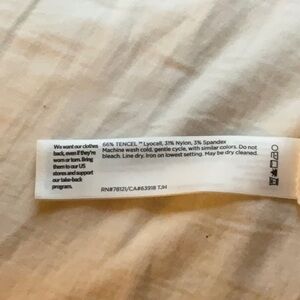 We want our clothes
back, even if they're
worn or torn. Bring
them to our US
stores and support
our take-back
program.
66% TENCEL™ Lyocell, 31% Nylon, 3% Spandex
Machine wash cold, gentle cycle, with similar colors. Do not
bleach. Line dry. Iron on lowest setting. May be dry cleaned.
RN#78121/CA#63918 TJH